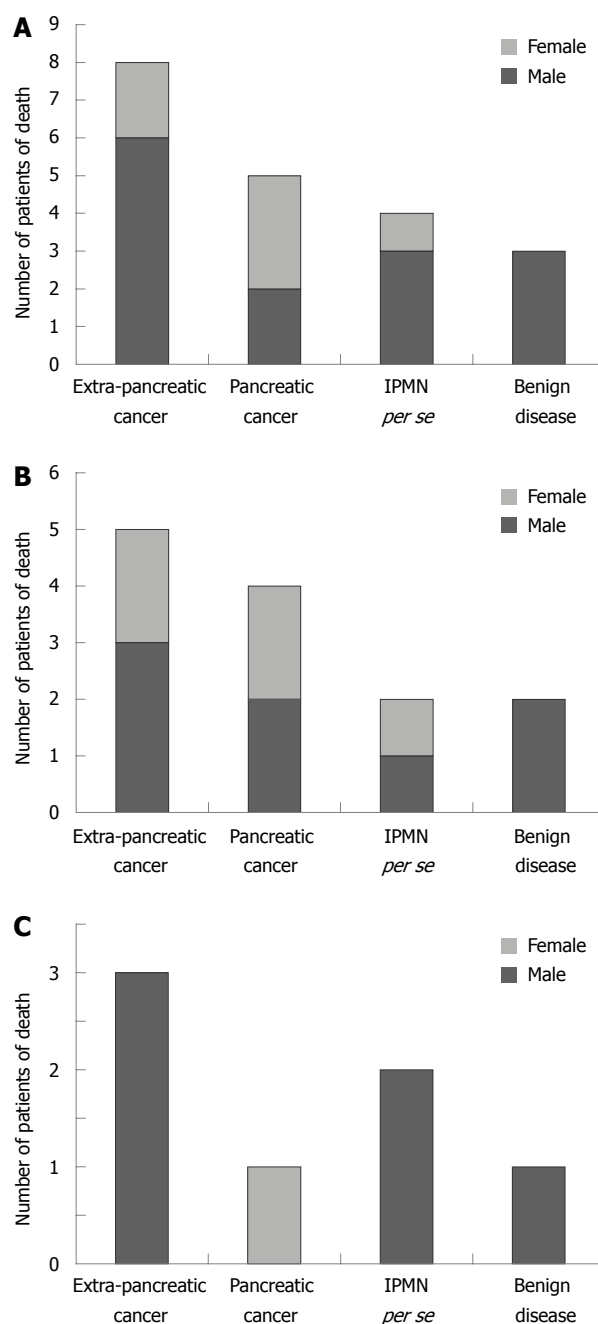 A
Number of patients of death
9
8
7
6
5
4
3
2
1
0
Female
Male
Extra-pancreatic
cancer
Pancreatic
cancer
IPMN
per se
Benign
disease
B
Number of patients of death
6
5
4
3
2
1
0
Female
Male
Extra-pancreatic
cancer
Pancreatic
cancer
IPMN
per se
Benign
disease
C
Number of patients of death
3
2
1
0
Female
Male
Extra-pancreatic
cancer
Pancreatic
cancer
IPMN
per se
Benign
disease